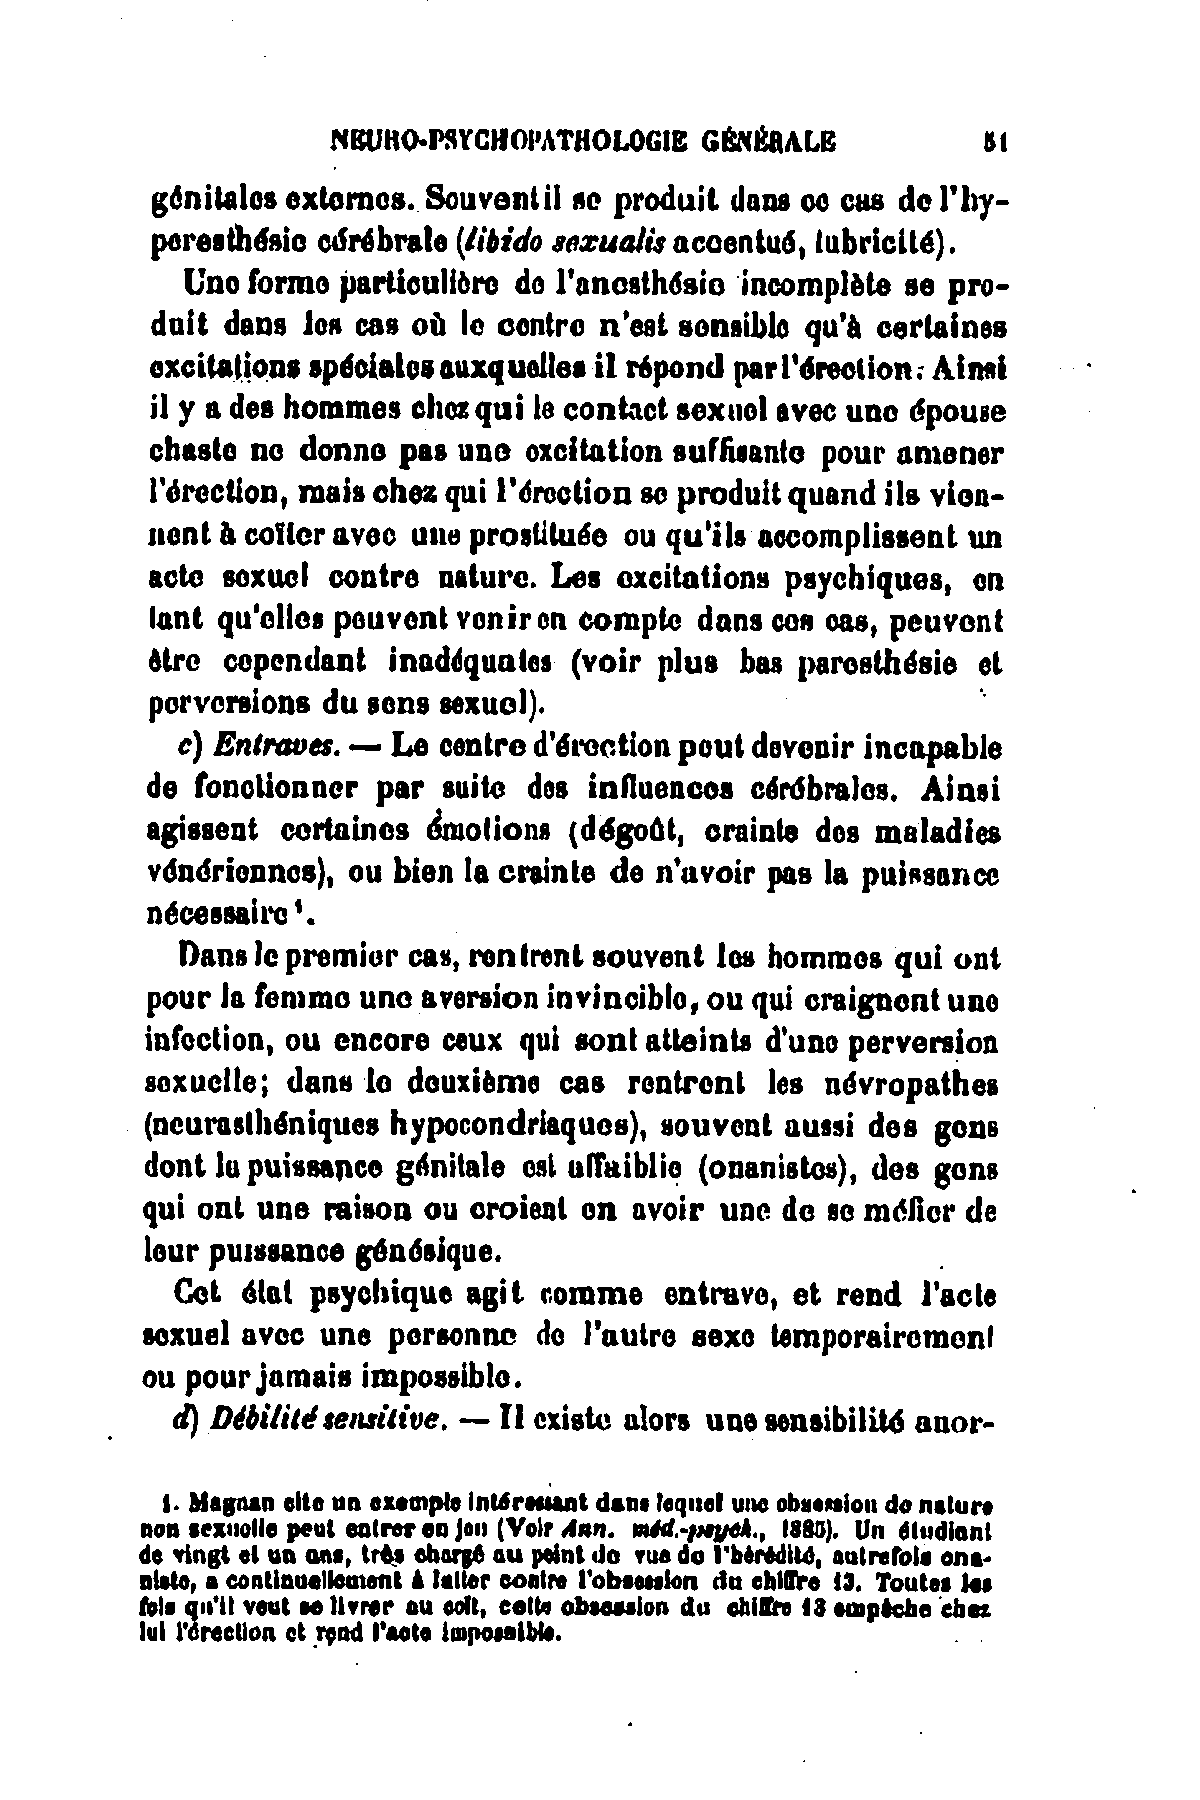 NEURO-PSYCHOPATHOLOGIE GÉNÉRALE 51
génitales externes. Souvent il se produit dans ce cas de l'hy-
peresthésie cérébrale (libido sexualis accentué, lubricité).
Une forme particulière de l'anesthésie incomplète se pro-
duit dans les cas où le centre n'est sensible qu'à certaines
excitations spéciales auxquelles il répond par l'érection. Ainsi
il y a des hommes chez qui le contact sexuel avec une épouse
chaste ne donne pas une excitation suffisante pour amener
l'érection, mais chez qui l'érection se produit quand ils vien-
nent à coïter avec une prostituée ou qu'ils accomplissent un
acte sexuel contre nature. Les excitations psychiques, en
tant qu'elles peuvent venir en compte dans ces cas, peuvent
être cependant inadéquates (voir plus bas paresthésie et
perversions du sens sexuel).
c) Entraves. — Le centre d'érection peut devenir incapable
de fonctionner par suite des influences cérébrales. Ainsi
agissent certaines émotions (dégoût, crainte des maladies
vénériennes), ou bien la crainte de n'avoir pas la puissance
nécessaire ¹.
Dans le premier cas, rentrent souvent les hommes qui ont
pour la femme une aversion invincible, ou qui craignent une
infection, ou encore ceux qui sont atteints d'une perversion
sexuelle; dans le deuxième cas rentrent les névropathes
(neurasthéniques hypocondriaques), souvent aussi des gens
dont la puissance génitale est affaiblie (onanistes), des gens
qui ont une raison ou croient en avoir une de se méfier de
leur puissance génésique.
Cet état psychique agit comme entrave, et rend l'acte
sexuel avec une personne de l'autre sexe temporairement
ou pour jamais impossible.
d) Débilité sensitive. — Il existe alors une sensibilité anor-
1. Magnan cite un exemple intéressant dans lequel une obsession de nature
non sexuelle peut entrer en jeu (Voir Ann. méd.-psych., 1885). Un étudiant
de vingt et un ans, très chargé au point de vue de l'hérédité, autrefois ona-
niste, a continuellement à lutter contre l'obsession du chiffre 13. Toutes les
fois qu'il veut se livrer au coït, cette obsession du chiffre 13 empêche chez
lui l'érection et rend l'acte impossible.